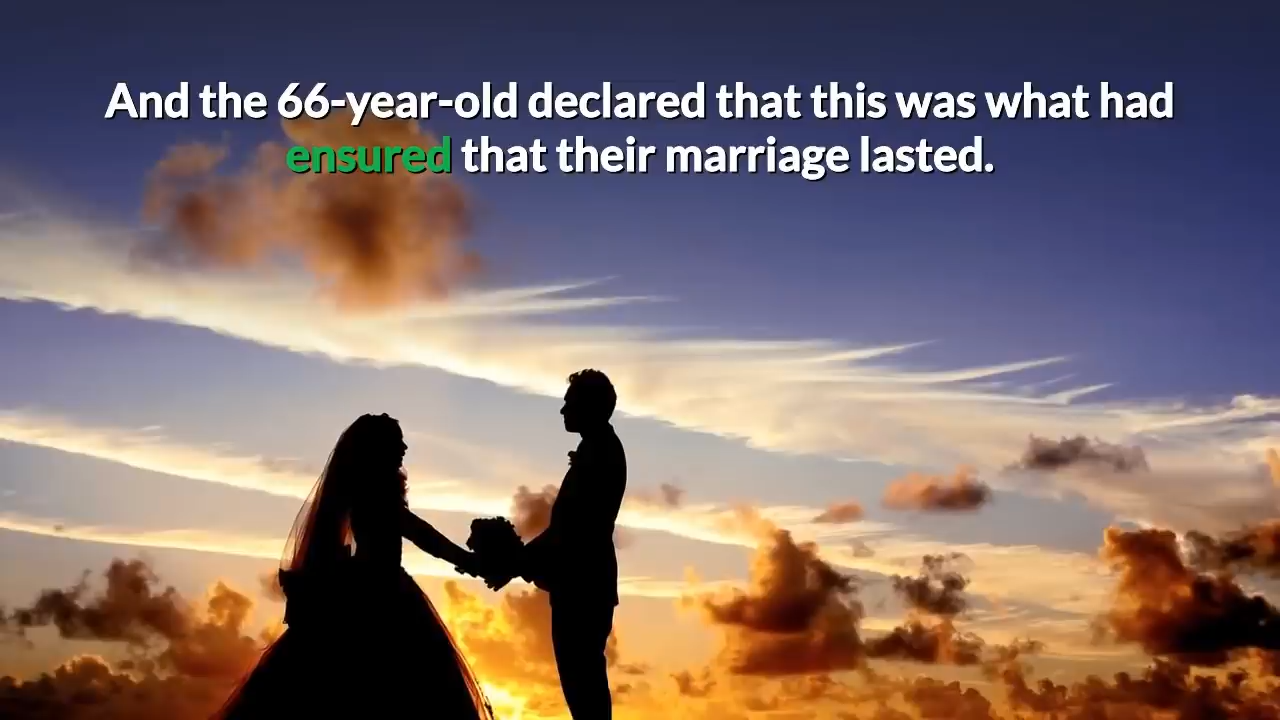 And the 66-year-old declared that this was what had
ensured that their marriage lasted.